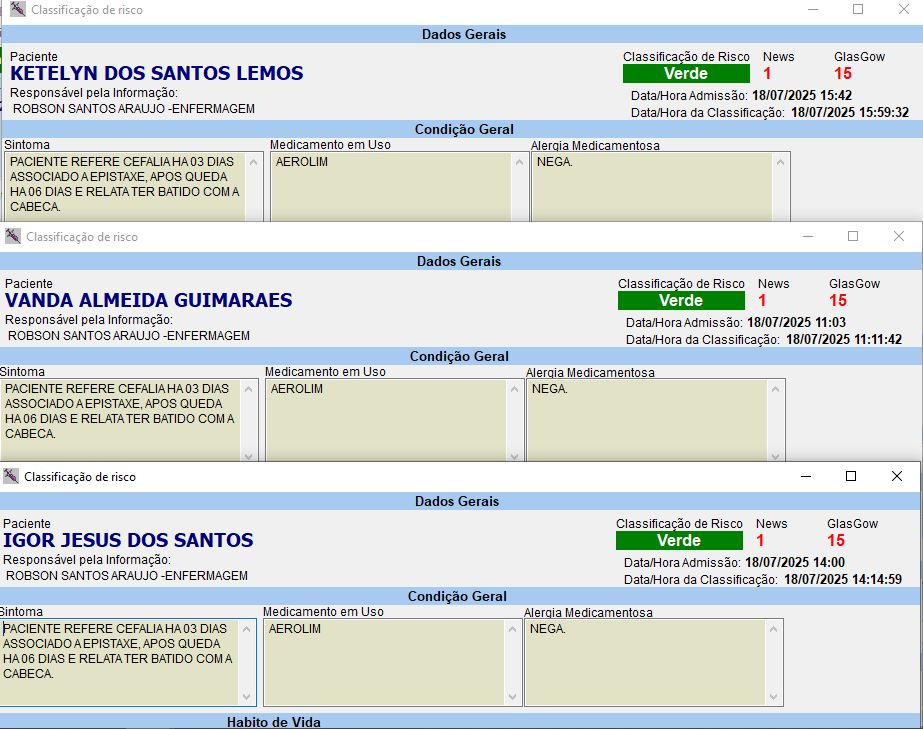 Classificação de risco
Dados Gerais
Paciente
KETELYN DOS SANTOS LEMOS
Responsável pela Informação:
ROBSON SANTOS ARAUJO -ENFERMAGEM
Classificação de Risco News GlasGow
Verde 1 15
Data/Hora Admissão: 18/07/2025 15:42
Data/Hora da Classificação: 18/07/2025 15:59:32
Condição Geral
Sintoma Medicamento em Uso Alergia Medicamentosa
PACIENTE REFERE CEFALIA HA 03 DIAS
ASSOCIADO A EPISTAXE, APOS QUEDA
HA 06 DIAS E RELATA TER BATIDO COM A
CABECA.
AEROLIM
NEGA.
Classificação de risco
Dados Gerais
Paciente
VANDA ALMEIDA GUIMARAES
Responsável pela Informação:
ROBSON SANTOS ARAUJO -ENFERMAGEM
Classificação de Risco News GlasGow
Verde 1 15
Data/Hora Admissão: 18/07/2025 11:03
Data/Hora da Classificação: 18/07/2025 11:11:42
Condição Geral
Sintoma Medicamento em Uso Alergia Medicamentosa
PACIENTE REFERE CEFALIA HA 03 DIAS
ASSOCIADO A EPISTAXE, APOS QUEDA
HA 06 DIAS E RELATA TER BATIDO COM A
CABECA.
AEROLIM
NEGA.
Classificação de risco
Dados Gerais
Paciente
IGOR JESUS DOS SANTOS
Responsável pela Informação:
ROBSON SANTOS ARAUJO -ENFERMAGEM
Classificação de Risco News GlasGow
Verde 1 15
Data/Hora Admissão: 18/07/2025 14:00
Data/Hora da Classificação: 18/07/2025 14:14:59
Condição Geral
Sintoma Medicamento em Uso Alergia Medicamentosa
PACIENTE REFERE CEFALIA HA 03 DIAS
ASSOCIADO A EPISTAXE, APOS QUEDA
HA 06 DIAS E RELATA TER BATIDO COM A
CABECA.
AEROLIM
NEGA.
Habito de Vida